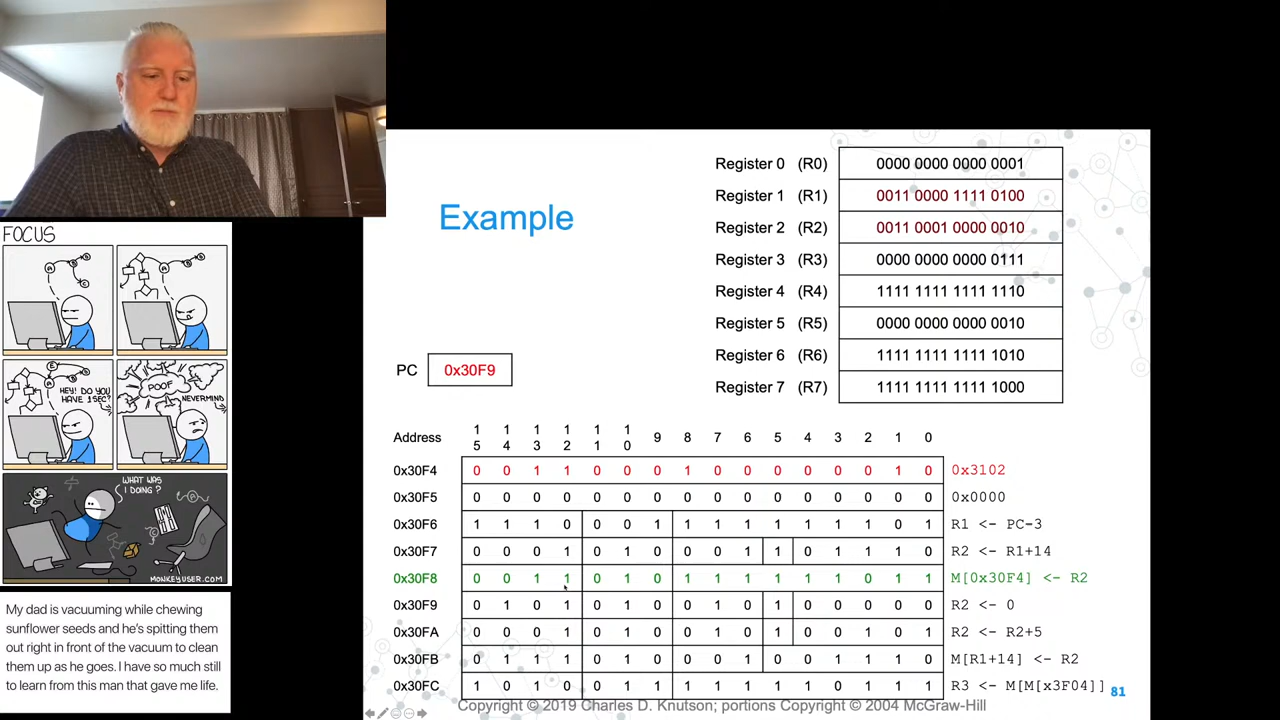 FOCUS
HEY! DO YOU
HAVE 1 SEC?
POOF
NEVERMIND
WHAT WAS
I DOING?
MONKEYUSER.COM
My dad is vacuuming while chewing
sunflower seeds and he's spitting them
out right in front of the vacuum to clean
them up as he goes. I have so much still
to learn from this man that gave me life.
Example
Register 0 (R0) 0000 0000 0000 0001
Register 1 (R1) 0011 0000 1111 0100
Register 2 (R2) 0011 0001 0000 0010
Register 3 (R3) 0000 0000 0000 0111
Register 4 (R4) 1111 1111 1111 1110
Register 5 (R5) 0000 0000 0000 0010
Register 6 (R6) 1111 1111 1111 1010
Register 7 (R7) 1111 1111 1111 1000
PC 0x30F9
Address 15 14 13 12 11 10 9 8 7 6 5 4 3 2 1 0
0x30F4 0 0 1 1 0 0 0 1 0 0 0 0 0 0 1 0 0x3102
0x30F5 0 0 0 0 0 0 0 0 0 0 0 0 0 0 0 0 0x0000
0x30F6 1 1 1 0 0 0 1 1 1 1 1 1 1 1 0 1 R1 <- PC-3
0x30F7 0 0 0 1 0 1 0 0 0 1 1 0 1 1 1 0 R2 <- R1+14
0x30F8 0 0 1 1 0 1 0 1 1 1 1 1 1 0 1 1 M[0x30F4] <- R2
0x30F9 0 1 0 1 0 1 0 0 1 0 1 0 0 0 0 0 R2 <- 0
0x30FA 0 0 0 1 0 1 0 0 1 0 1 0 0 1 0 1 R2 <- R2+5
0x30FB 0 1 1 1 0 1 0 0 0 1 0 0 1 1 1 0 M[R1+14] <- R2
0x30FC 1 0 1 0 0 1 1 1 1 1 1 1 0 1 1 1 R3 <- M[M[x3F04]]
81
Copyright © 2019 Charles D. Knutson; portions Copyright © 2004 McGraw-Hill